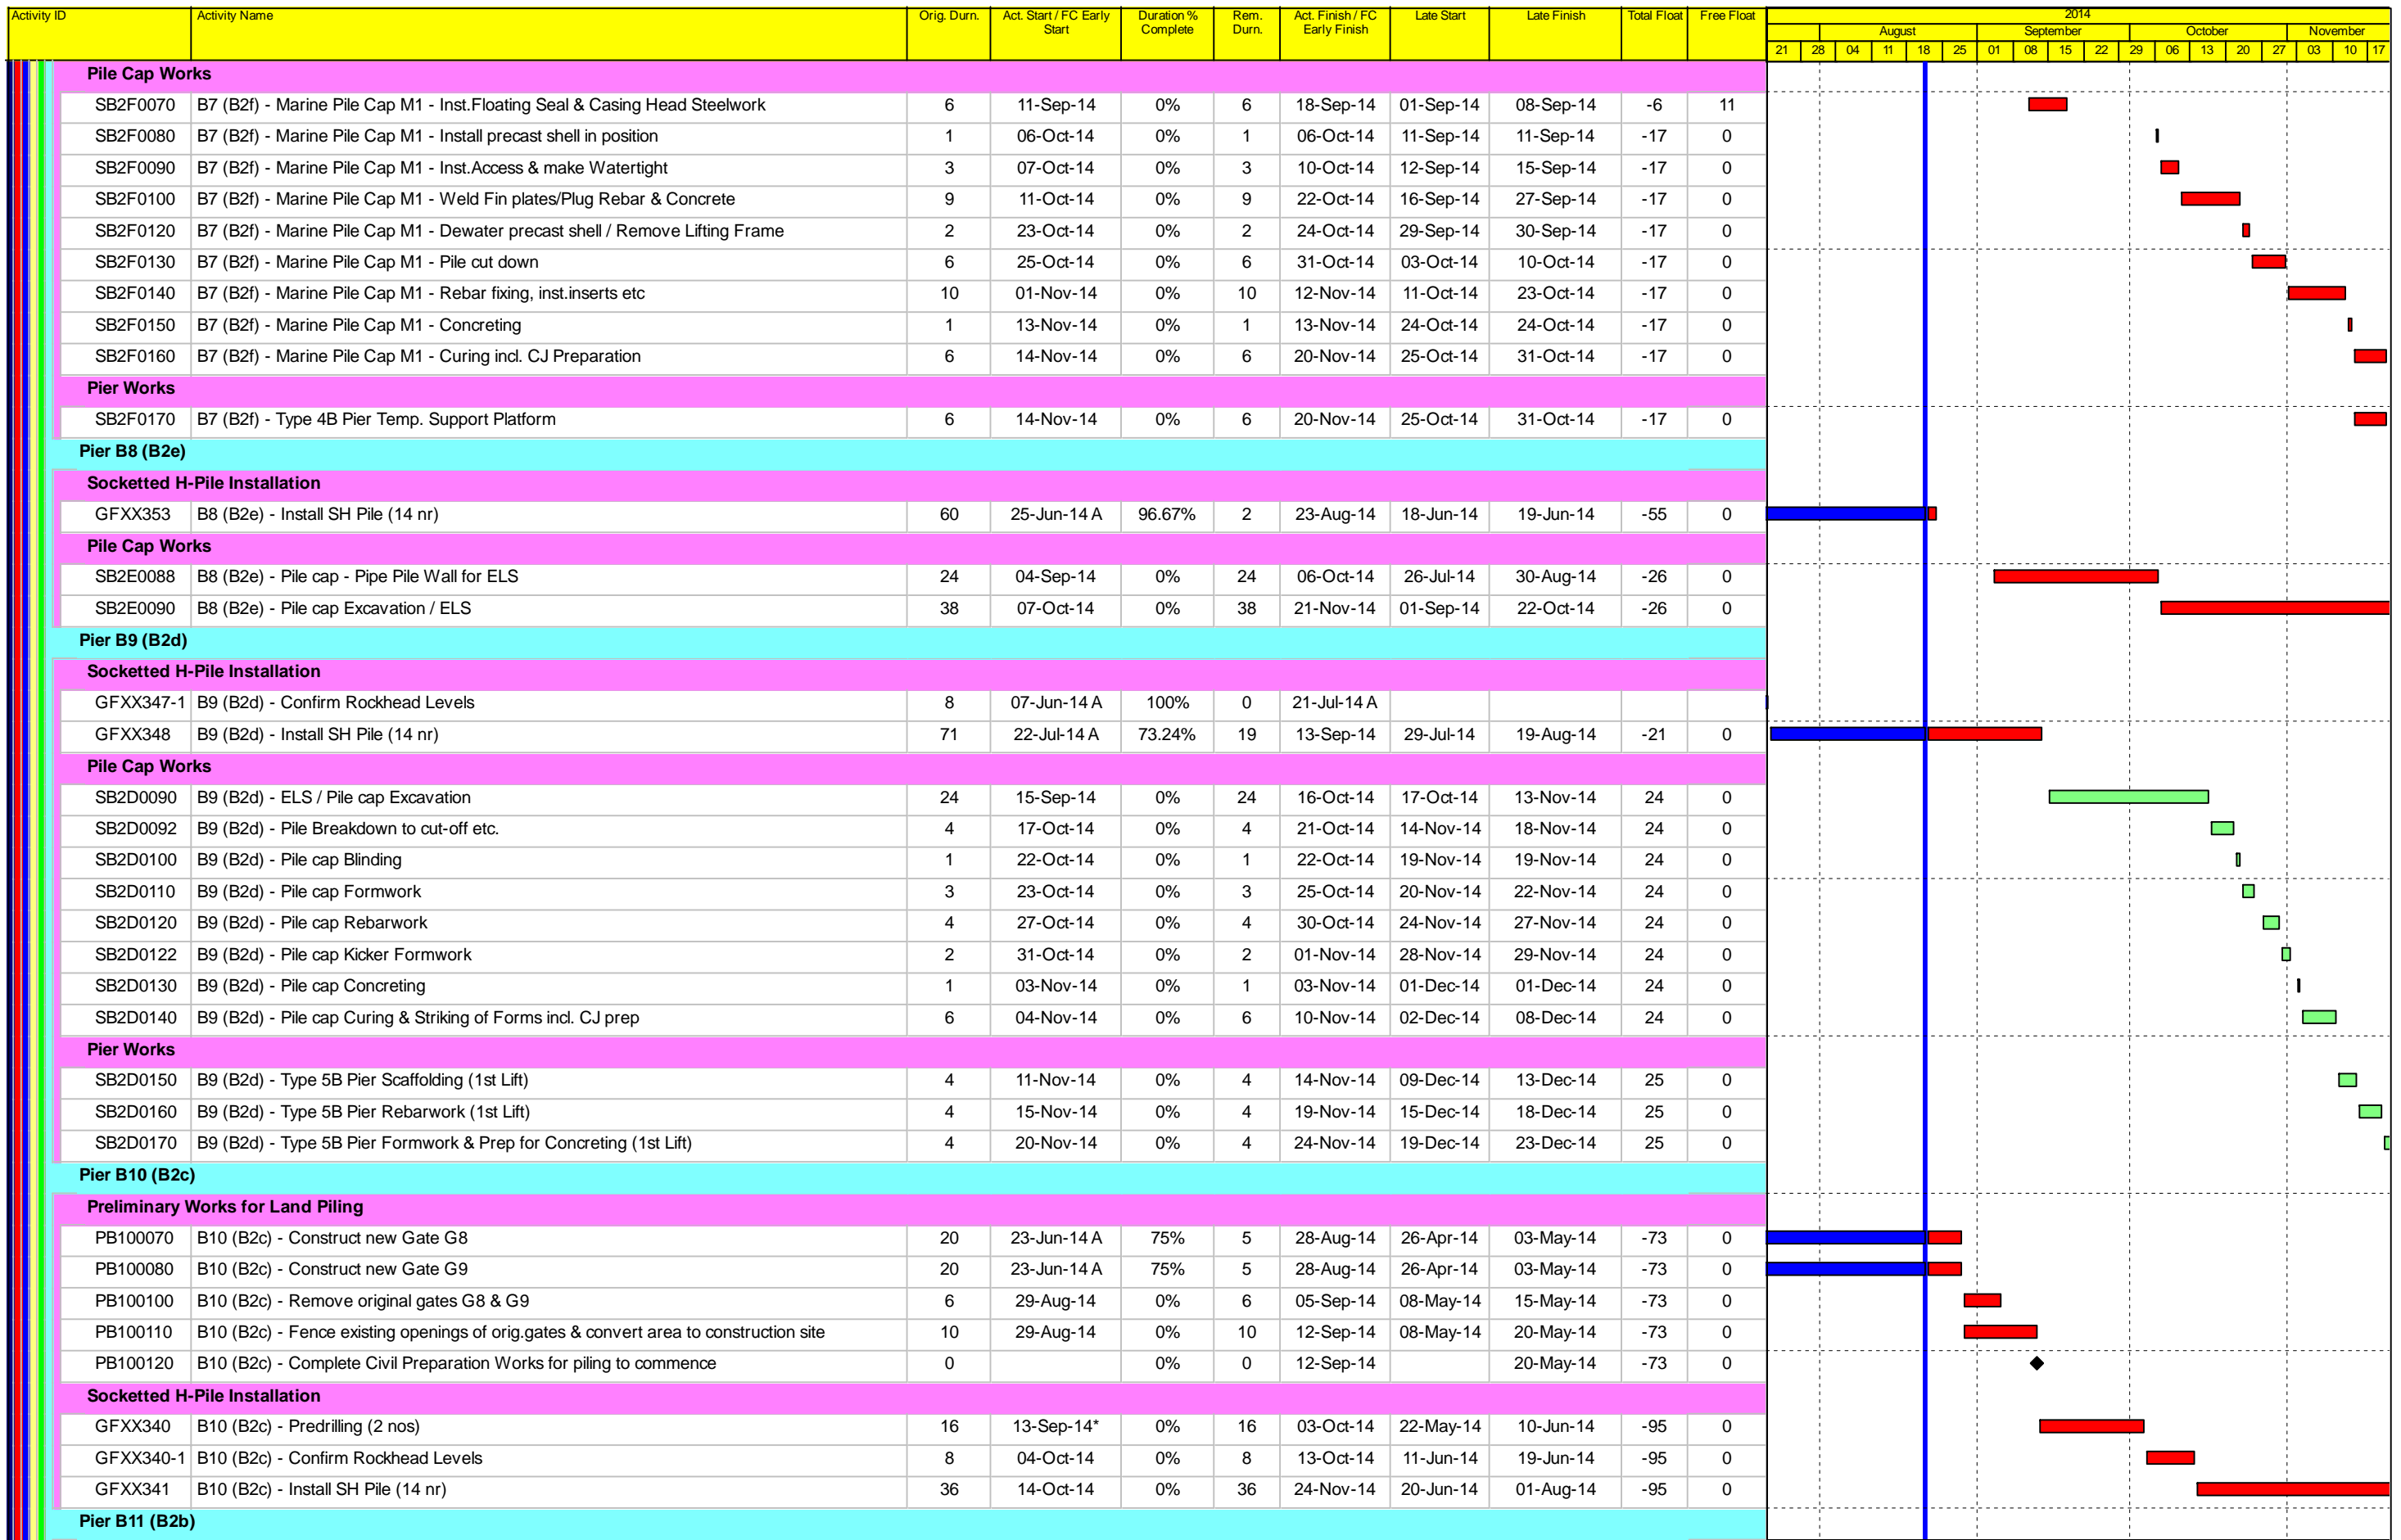 Activity ID Activity Name Orig. Durn. Act. Start / FC Early Start Duration % Complete Rem. Durn. Act. Finish / FC Early Finish Late Start Late Finish Total Float Free Float 2014
August September October November
21 28 04 11 18 25 01 08 15 22 29 06 13 20 27 03 10 17
Pile Cap Works
SB2F0070 B7 (B2f) - Marine Pile Cap M1 - Inst.Floating Seal & Casing Head Steelwork 6 11-Sep-14 0% 6 18-Sep-14 01-Sep-14 08-Sep-14 -6 11
SB2F0080 B7 (B2f) - Marine Pile Cap M1 - Install precast shell in position 1 06-Oct-14 0% 1 06-Oct-14 11-Sep-14 11-Sep-14 -17 0
SB2F0090 B7 (B2f) - Marine Pile Cap M1 - Inst.Access & make Watertight 3 07-Oct-14 0% 3 10-Oct-14 12-Sep-14 15-Sep-14 -17 0
SB2F0100 B7 (B2f) - Marine Pile Cap M1 - Weld Fin plates/Plug Rebar & Concrete 9 11-Oct-14 0% 9 22-Oct-14 16-Sep-14 27-Sep-14 -17 0
SB2F0120 B7 (B2f) - Marine Pile Cap M1 - Dewater precast shell / Remove Lifting Frame 2 23-Oct-14 0% 2 24-Oct-14 29-Sep-14 30-Sep-14 -17 0
SB2F0130 B7 (B2f) - Marine Pile Cap M1 - Pile cut down 6 25-Oct-14 0% 6 31-Oct-14 03-Oct-14 10-Oct-14 -17 0
SB2F0140 B7 (B2f) - Marine Pile Cap M1 - Rebar fixing, inst.inserts etc 10 01-Nov-14 0% 10 12-Nov-14 11-Oct-14 23-Oct-14 -17 0
SB2F0150 B7 (B2f) - Marine Pile Cap M1 - Concreting 1 13-Nov-14 0% 1 13-Nov-14 24-Oct-14 24-Oct-14 -17 0
SB2F0160 B7 (B2f) - Marine Pile Cap M1 - Curing incl. CJ Preparation 6 14-Nov-14 0% 6 20-Nov-14 25-Oct-14 31-Oct-14 -17 0
Pier Works
SB2F0170 B7 (B2f) - Type 4B Pier Temp. Support Platform 6 14-Nov-14 0% 6 20-Nov-14 25-Oct-14 31-Oct-14 -17 0
Pier B8 (B2e)
Socketted H-Pile Installation
GFXX353 B8 (B2e) - Install SH Pile (14 nr) 60 25-Jun-14 A 96.67% 2 23-Aug-14 18-Jun-14 19-Jun-14 -55 0
Pile Cap Works
SB2E0088 B8 (B2e) - Pile cap - Pipe Pile Wall for ELS 24 04-Sep-14 0% 24 06-Oct-14 26-Jul-14 30-Aug-14 -26 0
SB2E0090 B8 (B2e) - Pile cap Excavation / ELS 38 07-Oct-14 0% 38 21-Nov-14 01-Sep-14 22-Oct-14 -26 0
Pier B9 (B2d)
Socketted H-Pile Installation
GFXX347-1 B9 (B2d) - Confirm Rockhead Levels 8 07-Jun-14 A 100% 0 21-Jul-14 A
GFXX348 B9 (B2d) - Install SH Pile (14 nr) 71 22-Jul-14 A 73.24% 19 13-Sep-14 29-Jul-14 19-Aug-14 -21 0
Pile Cap Works
SB2D0090 B9 (B2d) - ELS / Pile cap Excavation 24 15-Sep-14 0% 24 16-Oct-14 17-Oct-14 13-Nov-14 24 0
SB2D0092 B9 (B2d) - Pile Breakdown to cut-off etc. 4 17-Oct-14 0% 4 21-Oct-14 14-Nov-14 18-Nov-14 24 0
SB2D0100 B9 (B2d) - Pile cap Blinding 1 22-Oct-14 0% 1 22-Oct-14 19-Nov-14 19-Nov-14 24 0
SB2D0110 B9 (B2d) - Pile cap Formwork 3 23-Oct-14 0% 3 25-Oct-14 20-Nov-14 22-Nov-14 24 0
SB2D0120 B9 (B2d) - Pile cap Rebarwork 4 27-Oct-14 0% 4 30-Oct-14 24-Nov-14 27-Nov-14 24 0
SB2D0122 B9 (B2d) - Pile cap Kicker Formwork 2 31-Oct-14 0% 2 01-Nov-14 28-Nov-14 29-Nov-14 24 0
SB2D0130 B9 (B2d) - Pile cap Concreting 1 03-Nov-14 0% 1 03-Nov-14 01-Dec-14 01-Dec-14 24 0
SB2D0140 B9 (B2d) - Pile cap Curing & Striking of Forms incl. CJ prep 6 04-Nov-14 0% 6 10-Nov-14 02-Dec-14 08-Dec-14 24 0
Pier Works
SB2D0150 B9 (B2d) - Type 5B Pier Scaffolding (1st Lift) 4 11-Nov-14 0% 4 14-Nov-14 09-Dec-14 13-Dec-14 25 0
SB2D0160 B9 (B2d) - Type 5B Pier Rebarwork (1st Lift) 4 15-Nov-14 0% 4 19-Nov-14 15-Dec-14 18-Dec-14 25 0
SB2D0170 B9 (B2d) - Type 5B Pier Formwork & Prep for Concreting (1st Lift) 4 20-Nov-14 0% 4 24-Nov-14 19-Dec-14 23-Dec-14 25 0
Pier B10 (B2c)
Preliminary Works for Land Piling
PB100070 B10 (B2c) - Construct new Gate G8 20 23-Jun-14 A 75% 5 28-Aug-14 26-Apr-14 03-May-14 -73 0
PB100080 B10 (B2c) - Construct new Gate G9 20 23-Jun-14 A 75% 5 28-Aug-14 26-Apr-14 03-May-14 -73 0
PB100100 B10 (B2c) - Remove original gates G8 & G9 6 29-Aug-14 0% 6 05-Sep-14 08-May-14 15-May-14 -73 0
PB100110 B10 (B2c) - Fence existing openings of orig.gates & convert area to construction site 10 29-Aug-14 0% 10 12-Sep-14 08-May-14 20-May-14 -73 0
PB100120 B10 (B2c) - Complete Civil Preparation Works for piling to commence 0 0% 0 12-Sep-14 20-May-14 -73 0
Socketted H-Pile Installation
GFXX340 B10 (B2c) - Predrilling (2 nos) 16 13-Sep-14* 0% 16 03-Oct-14 22-May-14 10-Jun-14 -95 0
GFXX340-1 B10 (B2c) - Confirm Rockhead Levels 8 04-Oct-14 0% 8 13-Oct-14 11-Jun-14 19-Jun-14 -95 0
GFXX341 B10 (B2c) - Install SH Pile (14 nr) 36 14-Oct-14 0% 36 24-Nov-14 20-Jun-14 01-Aug-14 -95 0
Pier B11 (B2b)